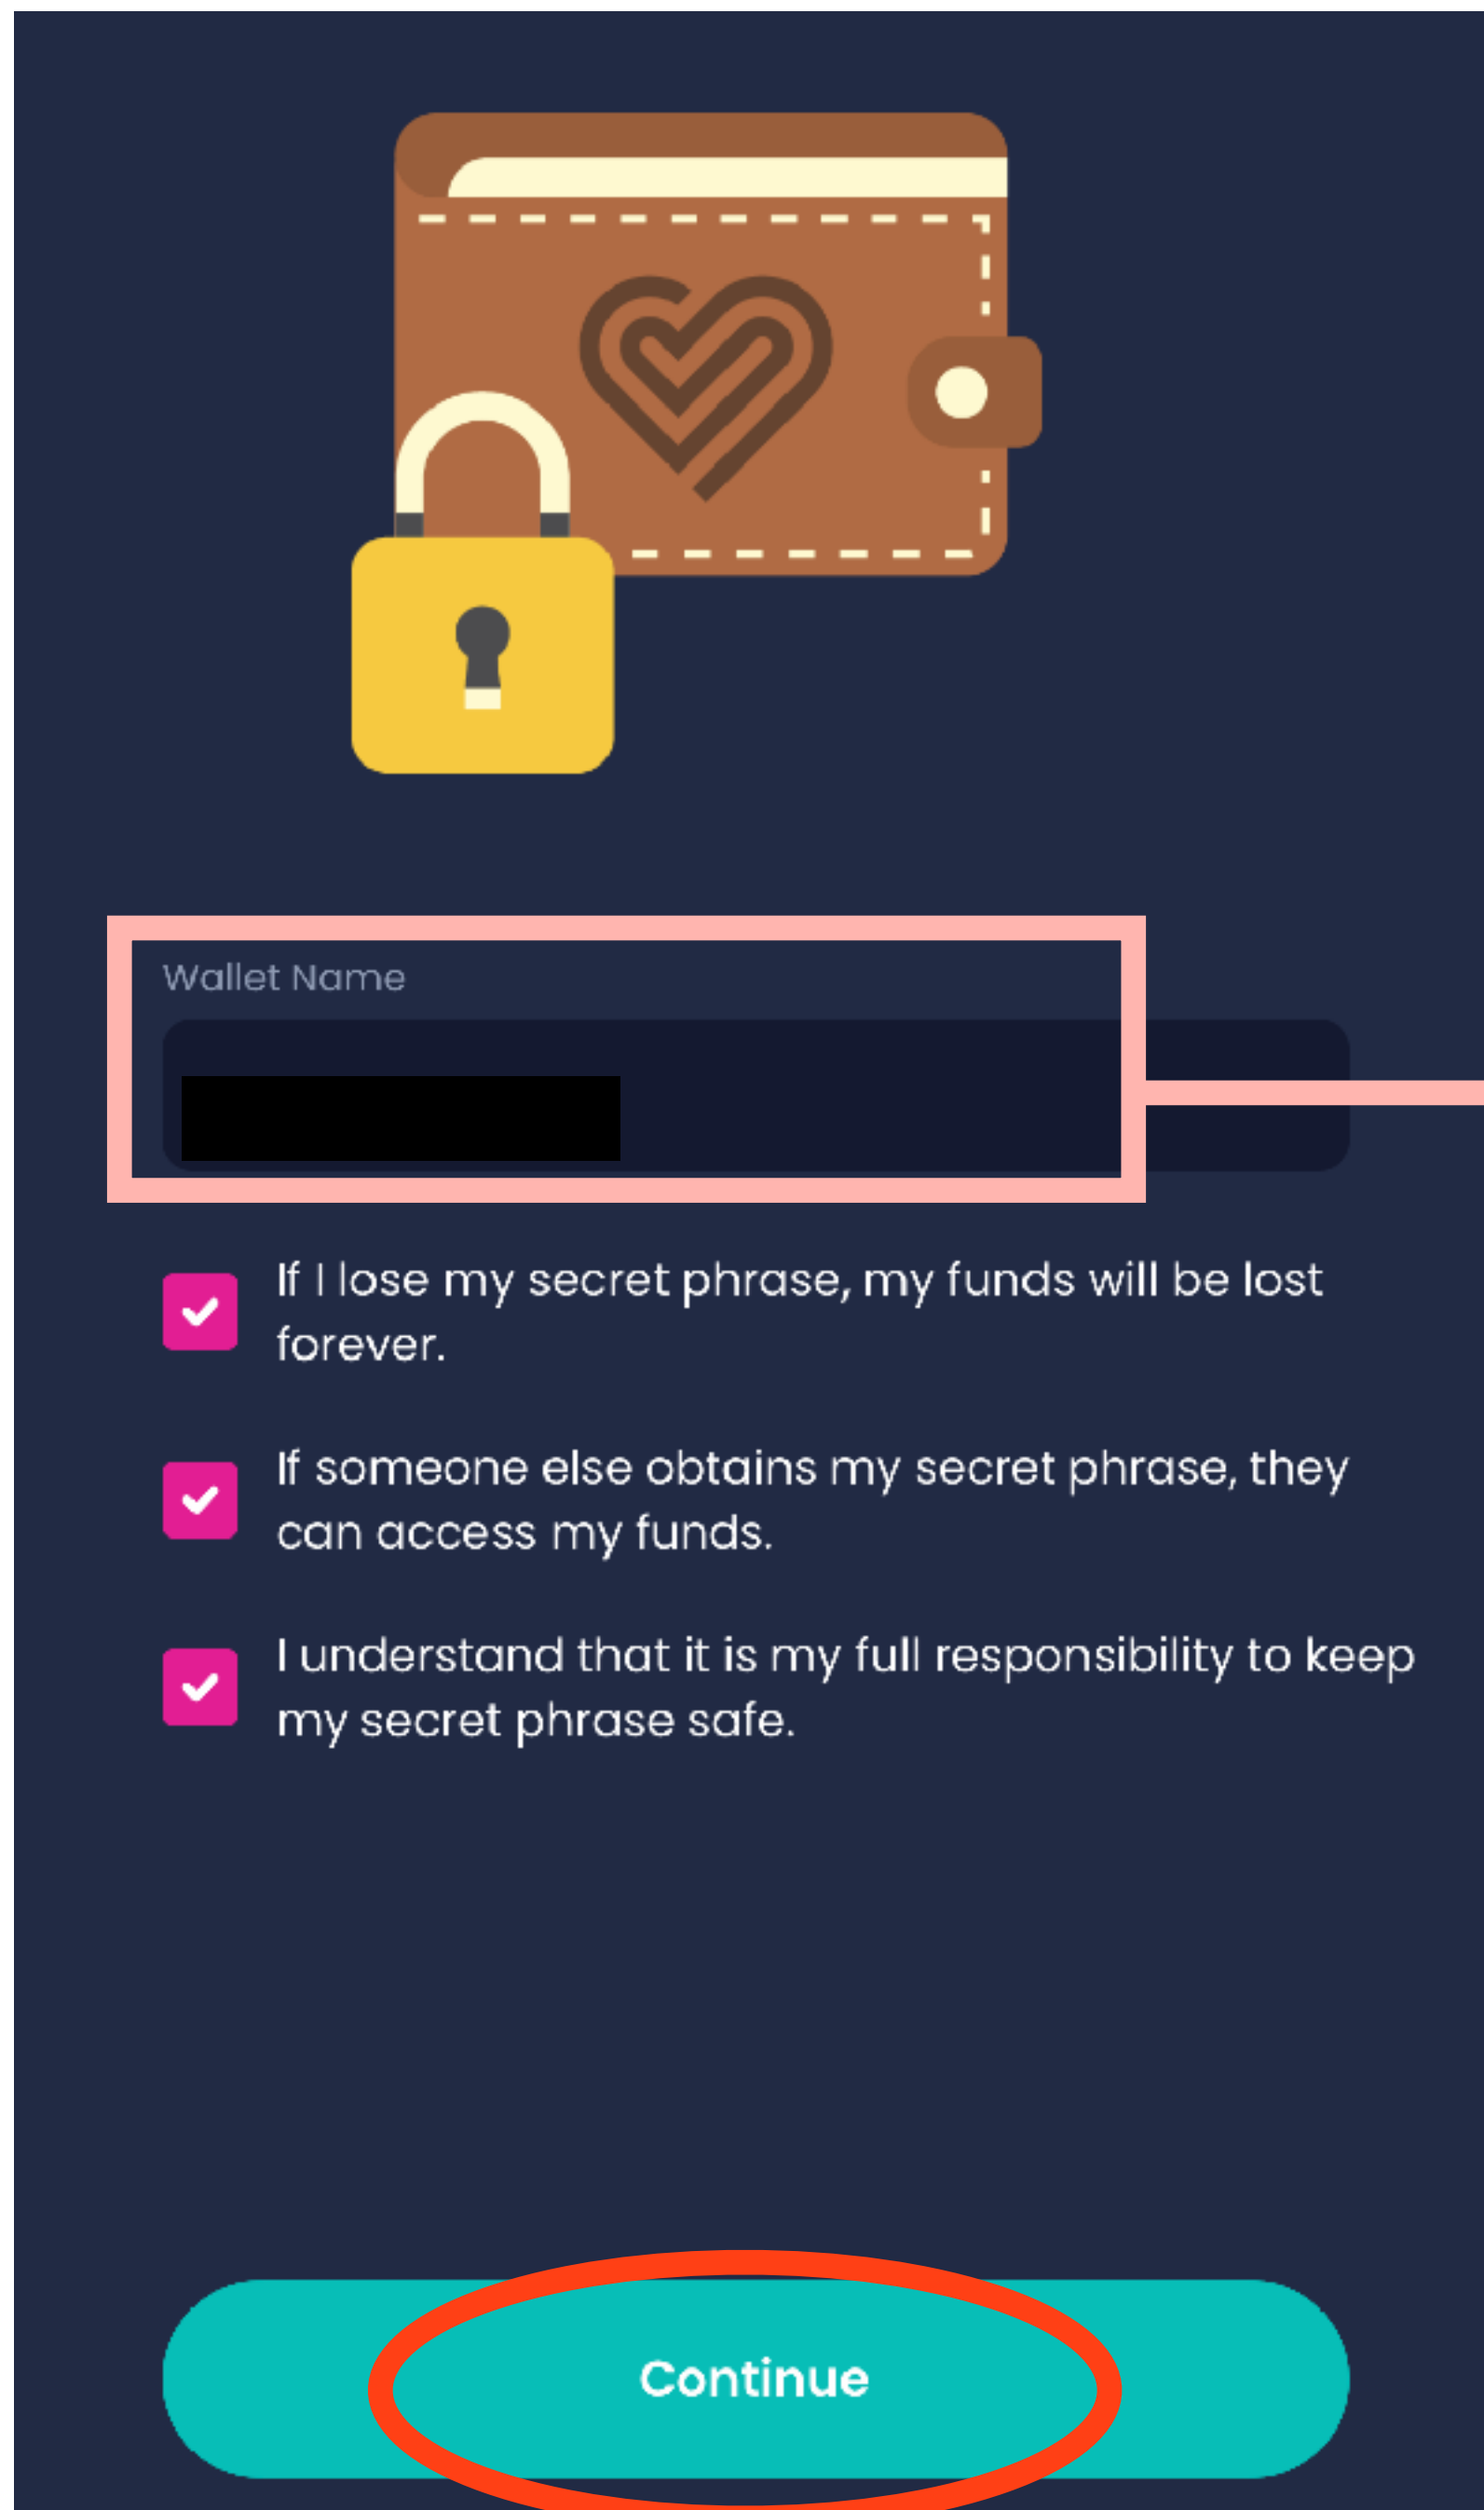 Wallet Name
If I lose my secret phrase, my funds will be lost
forever.
If someone else obtains my secret phrase, they
can access my funds.
I understand that it is my full responsibility to keep
my secret phrase safe.
Continue